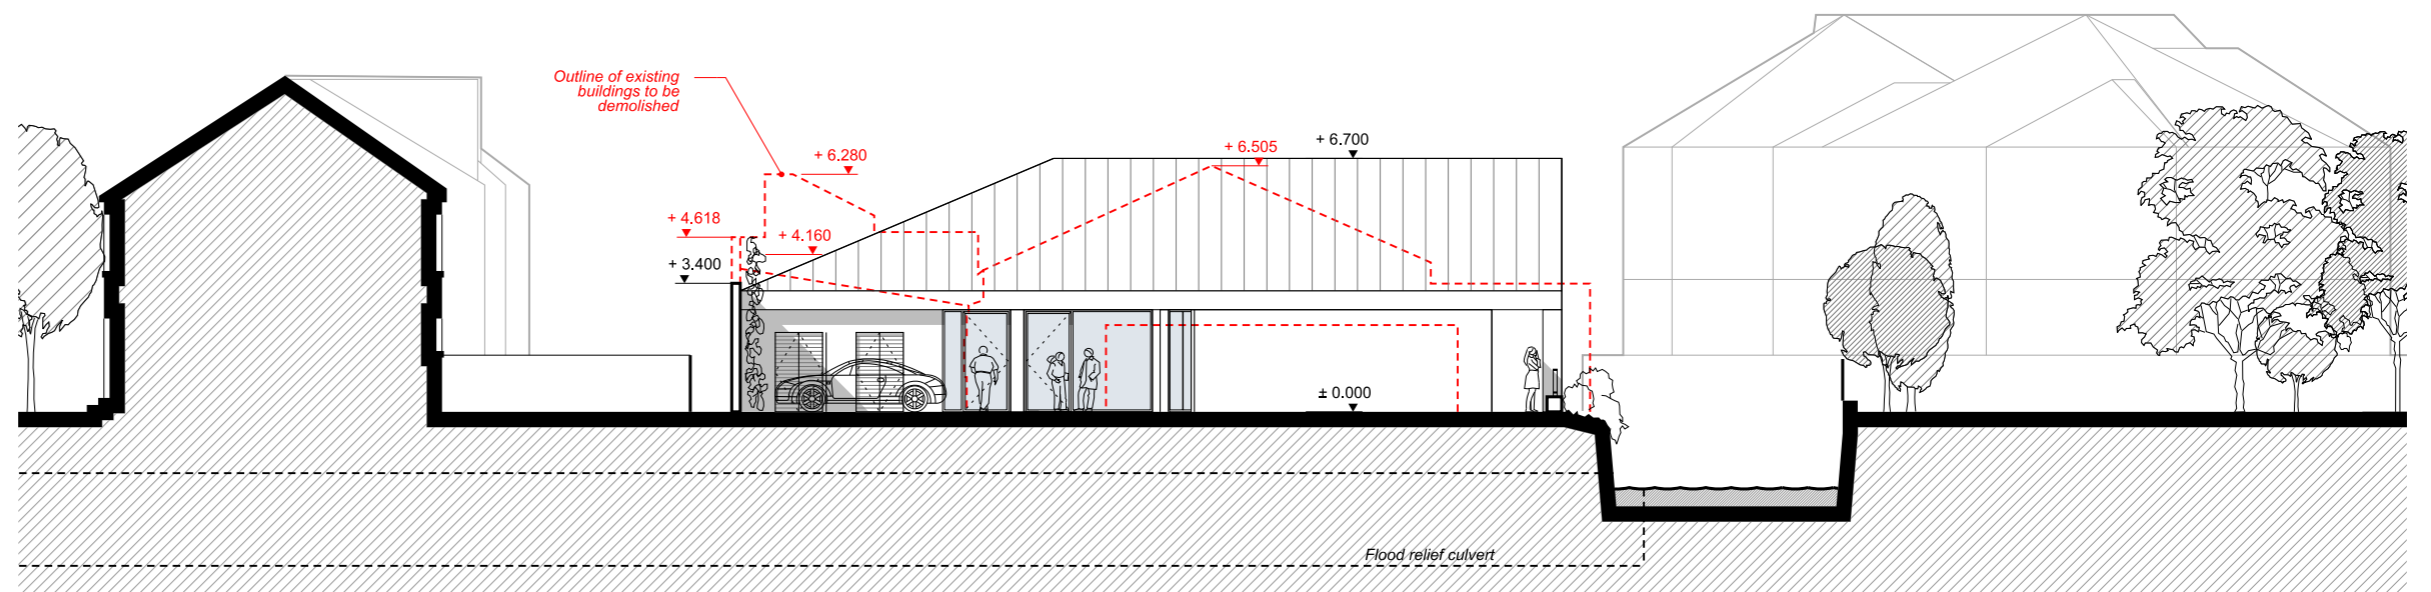 Outline of existing
buildings to be
demolished
+ 6.280
+ 6.505
+ 6.700
+ 4.618
+ 4.160
+ 3.400
± 0.000
Flood relief culvert